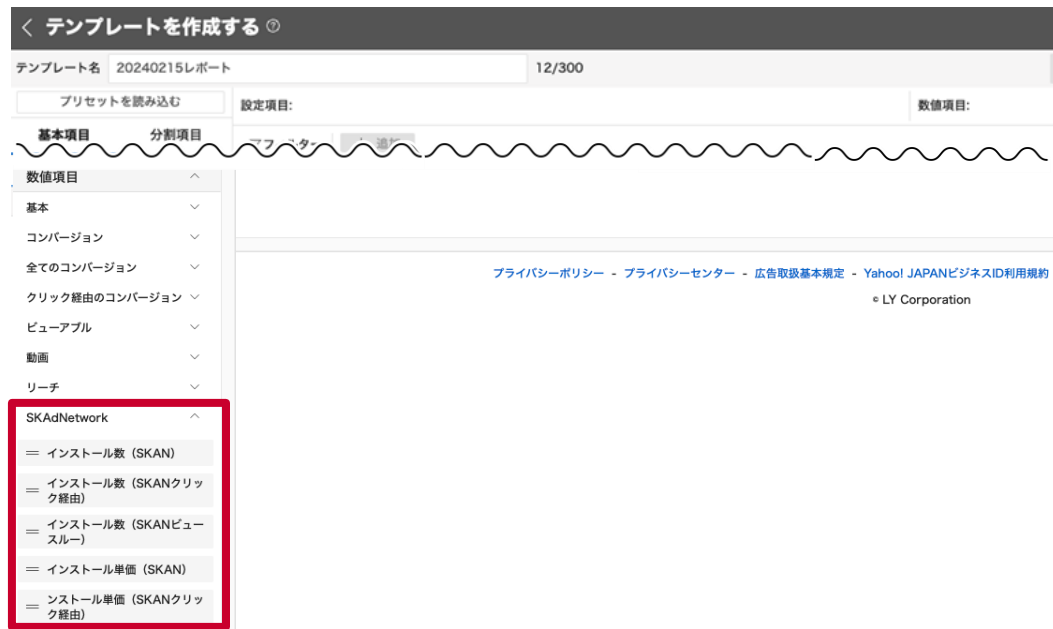 テンプレートを作成する
テンプレート名 20240215レポート 12/300
プリセットを読み込む
設定項目: 数値項目:
基本項目 分割項目
数値項目
基本
コンバージョン
全てのコンバージョン
クリック経由のコンバージョン
ビューアブル
動画
リーチ
SKAdNetwork
インストール数（SKAN）
インストール数（SKANクリッ
ク経由）
インストール数（SKANビュー
スルー）
インストール単価（SKAN）
ンストール単価（SKANクリッ
ク経由）
プライバシーポリシー - プライバシーセンター - 広告取扱基本規定 - Yahoo! JAPANビジネスID利用規約
© LY Corporation